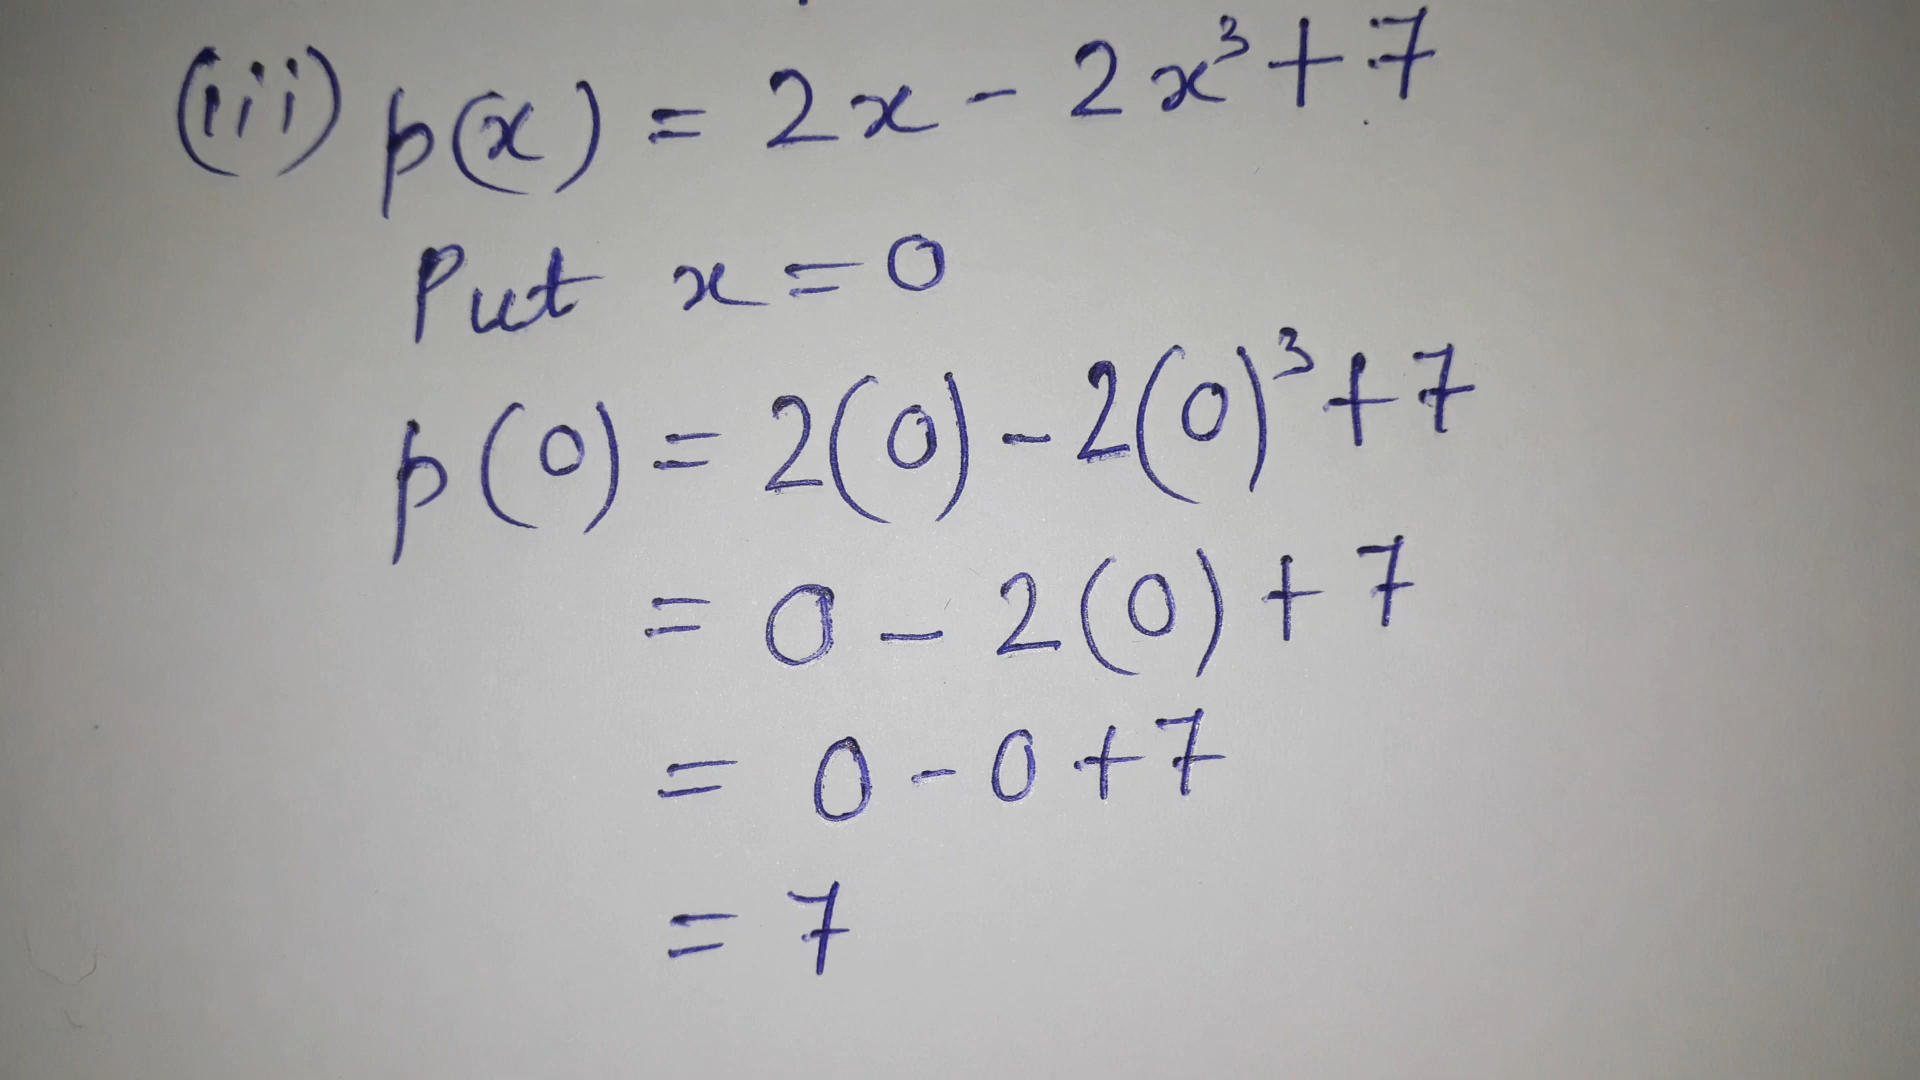 (iii) p(x) = 2x - 2x³ + 7
Put x = 0
p(0) = 2(0) - 2(0)³ + 7
= 0 - 2(0) + 7
= 0 - 0 + 7
= 7